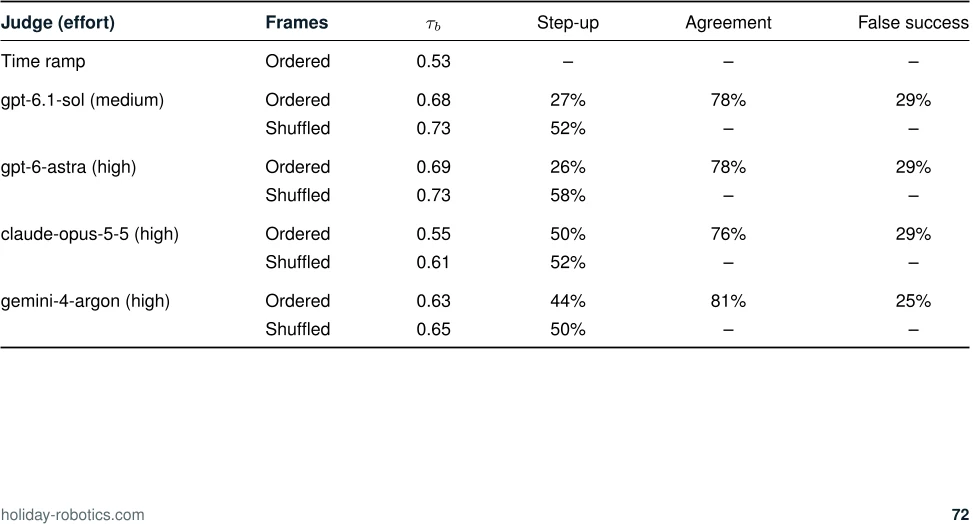 Judge (effort) Frames τb Step-up Agreement False success
Time ramp Ordered 0.53 – – –
gpt-6.1-sol (medium) Ordered 0.68 27% 78% 29%
Shuffled 0.73 52% – –
gpt-6-astra (high) Ordered 0.69 26% 78% 29%
Shuffled 0.73 58% – –
claude-opus-5-5 (high) Ordered 0.55 50% 76% 29%
Shuffled 0.61 52% – –
gemini-4-argon (high) Ordered 0.63 44% 81% 25%
Shuffled 0.65 50% – –
holiday-robotics.com 72